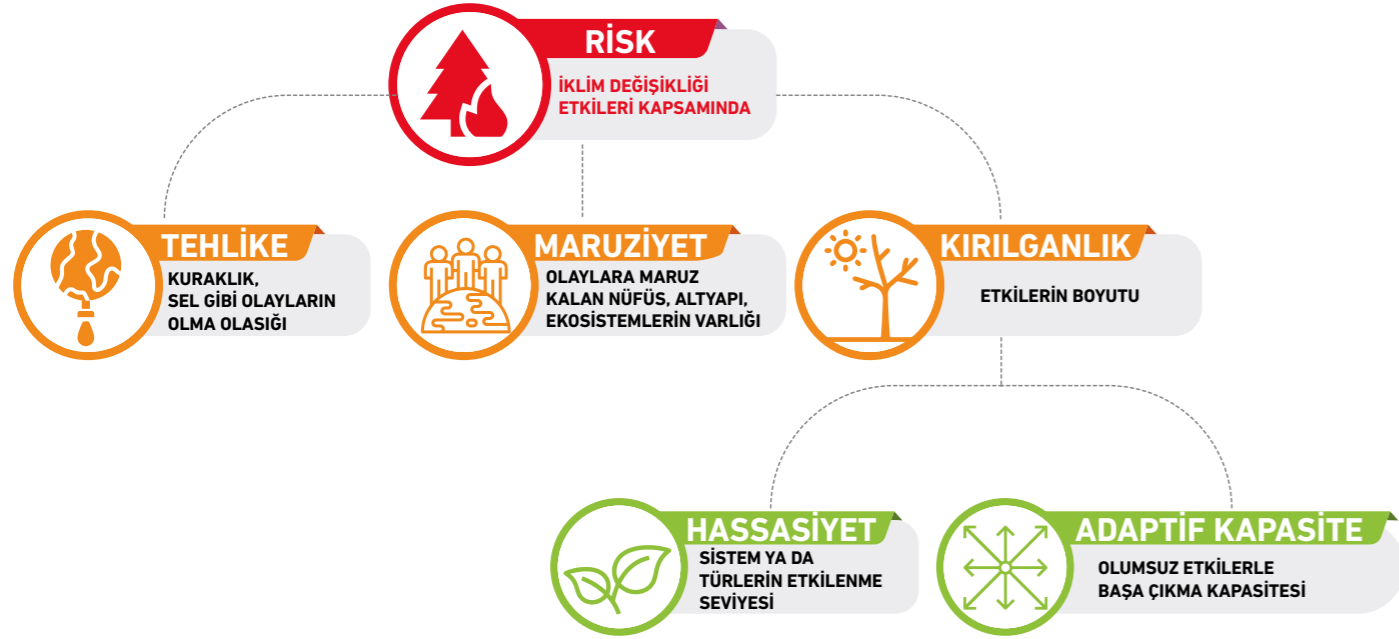 RİSK
İKLİM DEĞİŞİKLİĞİ
ETKİLERİ KAPSAMINDA
TEHLİKE
KURAKLIK,
SEL GİBİ OLAYLARIN
OLMA OLASIĞI
MARUZİYET
OLAYLARA MARUZ
KALAN NÜFÜS, ALTYAPI,
EKOSİSTEMLERİN VARLIĞI
KIRILGANLIK
ETKİLERİN BOYUTU
HASSASİYET
SİSTEM YA DA
TÜRLERİN ETKİLENME
SEVİYESİ
ADAPTİF KAPASİTE
OLUMSUZ ETKİLERLE
BAŞA ÇIKMA KAPASİTESİ